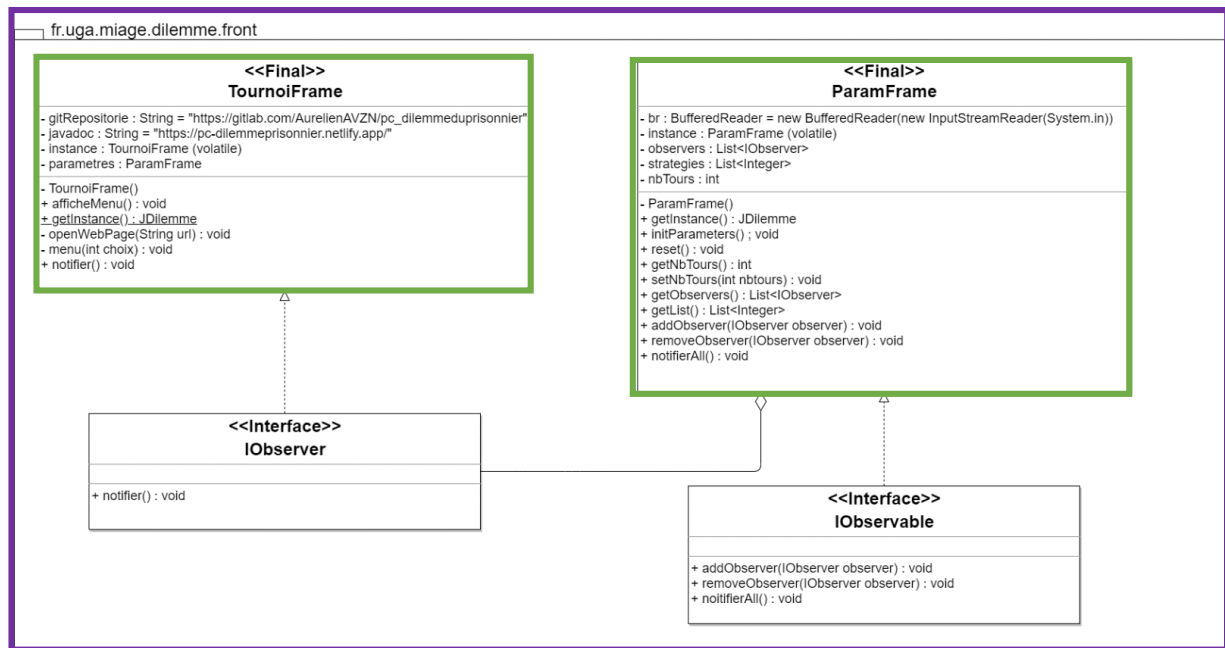 fr.uga.miage.dilemme.front
<<Final>>
TournoiFrame
- gitRepositorie : String = "https://gitlab.com/AurelienAVZN/pc_dilemmeduprisonnier"
- javadoc : String = "https://pc-dilemmeprisonnier.netlify.app/"
- instance : TournoiFrame (volatile)
- parametres : ParamFrame
- TournoiFrame()
+ afficheMenu() : void
+ getInstance() : JDilemme
- openWebPage(String url) : void
- menu(int choix) : void
+ notifier() : void
<<Final>>
ParamFrame
- br : BufferedReader = new BufferedReader(new InputStreamReader(System.in))
- instance : ParamFrame (volatile)
- observers : List<IObserver>
- strategies : List<Integer>
- nbTours : int
- ParamFrame()
+ getInstance() : JDilemme
+ initParameters() ; void
+ reset() : void
+ getNbTours() : int
+ setNbTours(int nbtours) : void
+ getObservers() : List<IObserver>
+ getList() : List<Integer>
+ addObserver(IObserver observer) : void
+ removeObserver(IObserver observer) : void
+ notifierAll() : void
<<Interface>>
IObserver
+ notifier() : void
<<Interface>>
IObservable
+ addObserver(IObserver observer) : void
+ removeObserver(IObserver observer) : void
+ noitifierAll() : void